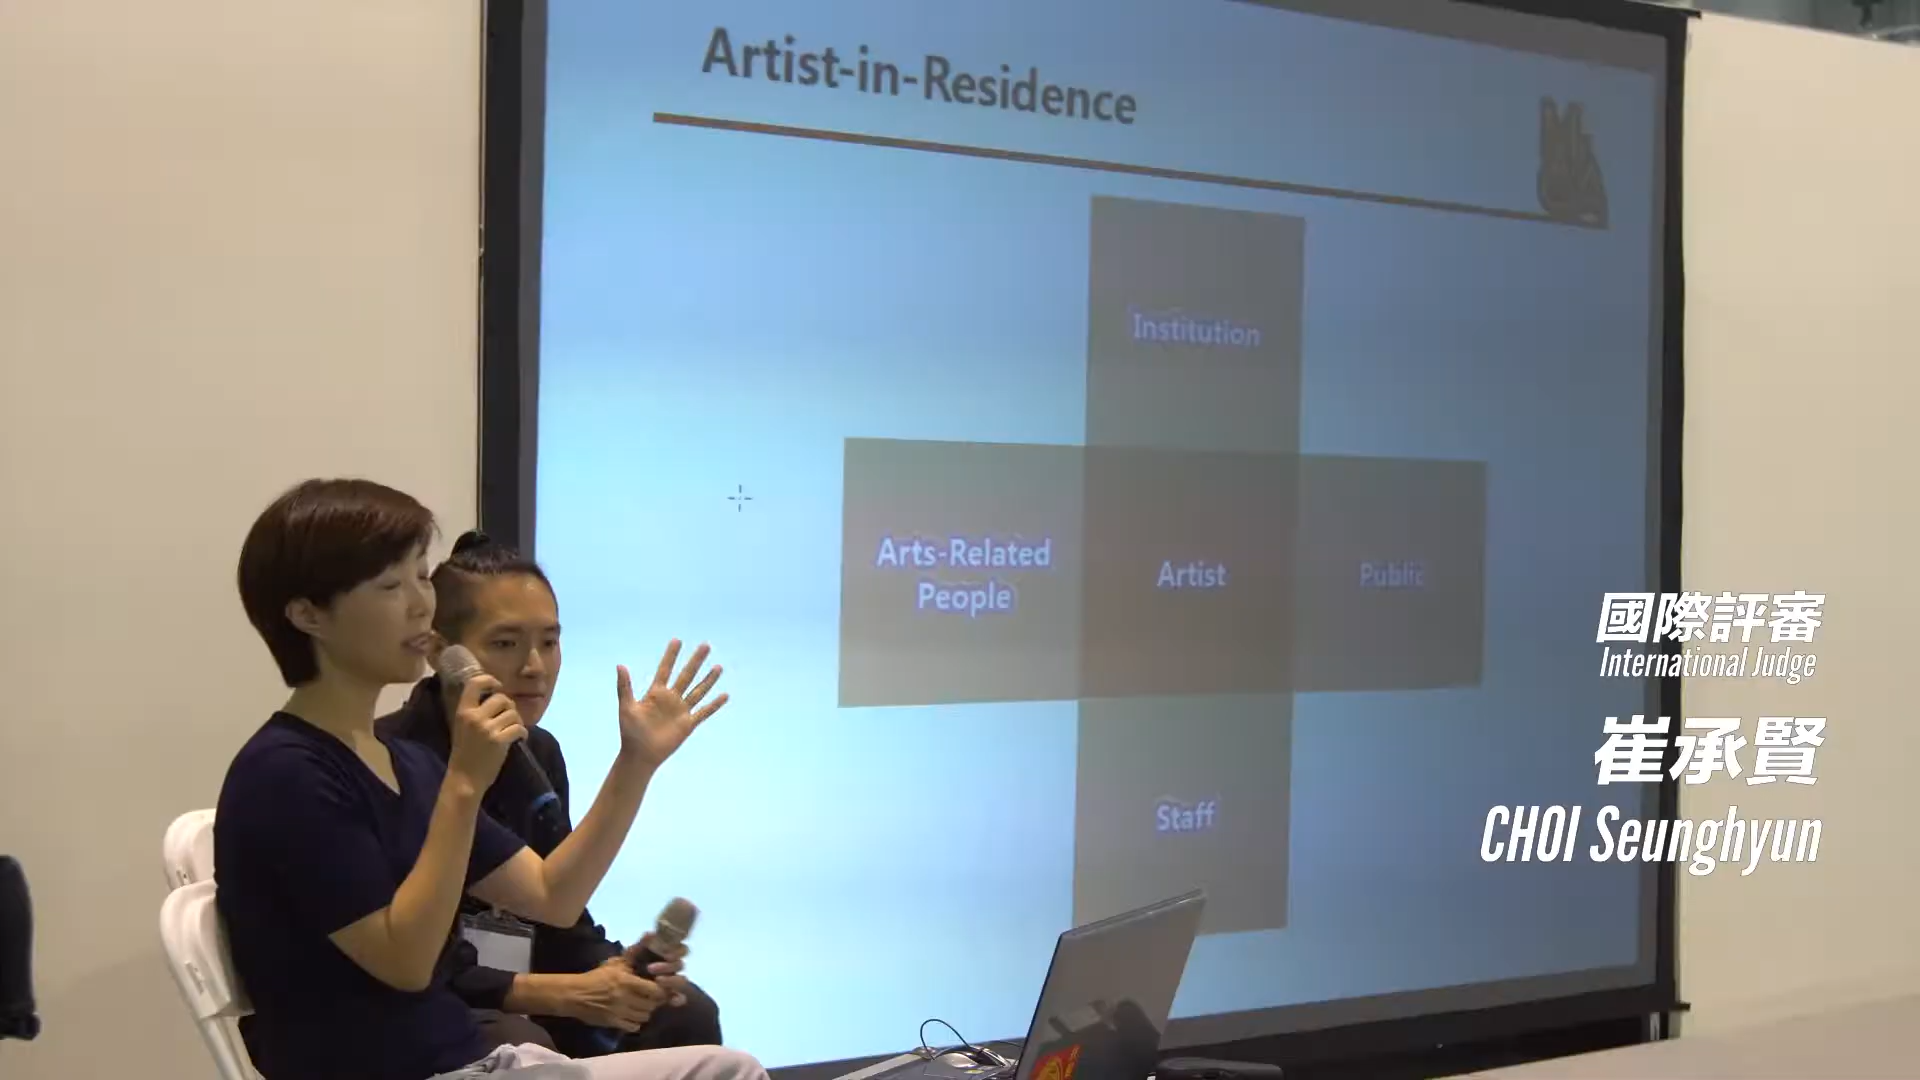 Artist-in-Residence
Institution
Arts-Related
People
Artist
Public
Staff
國際評審
International Judge
崔承賢
CHOI Seunghyun